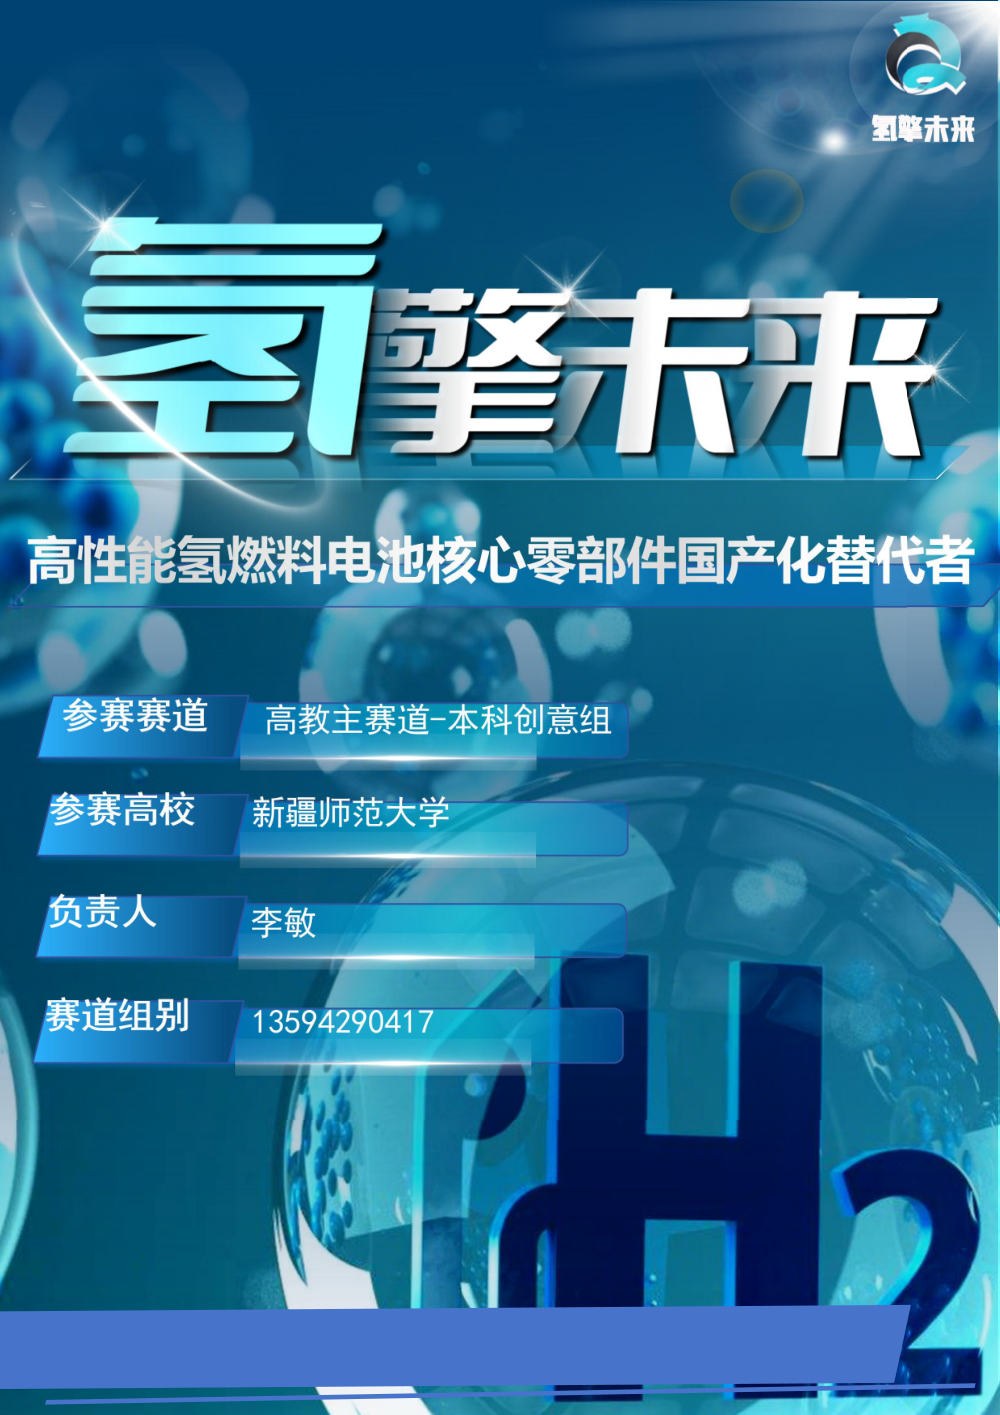 氢擎未来
氢擎未来
高性能氢燃料电池核心零部件国产化替代者
参赛赛道 高教主赛道-本科创意组
参赛高校 新疆师范大学
负责人 李敏
赛道组别 13594290417
H2